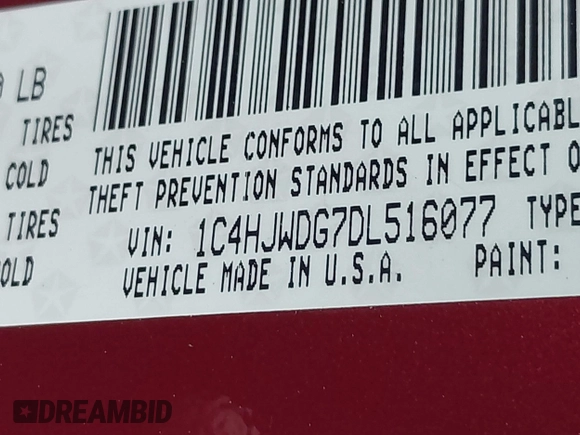 LB
TIRES
COLD
TIRES
OLD
THIS VEHICLE CONFORMS TO ALL APPLICABL
THEFT PREVENTION STANDARDS IN EFFECT O
VIN: 1C4HJWDG7DL516077 TYPE
VEHICLE MADE IN U.S.A. PAINT:
DREAMBID